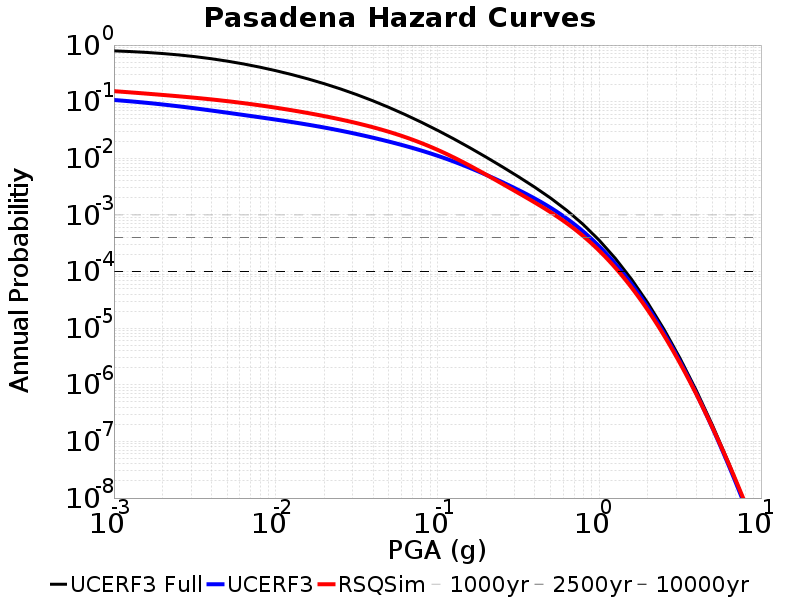 Pasadena Hazard Curves
Annual Probabilitiy
10^0
10^-1
10^-2
10^-3
10^-4
10^-5
10^-6
10^-7
10^-8
10^-3 10^-2 10^-1 10^0 10^1
PGA (g)
UCERF3 Full UCERF3 RSQSim 1000yr 2500yr 10000yr